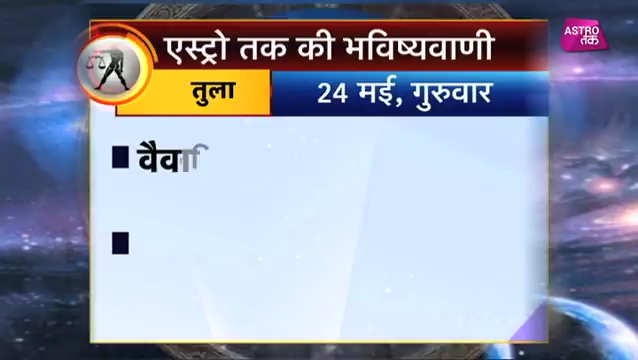 एस्ट्रो तक की भविष्यवाणी
ASTRO
तक
तुला
24 मई, गुरुवार